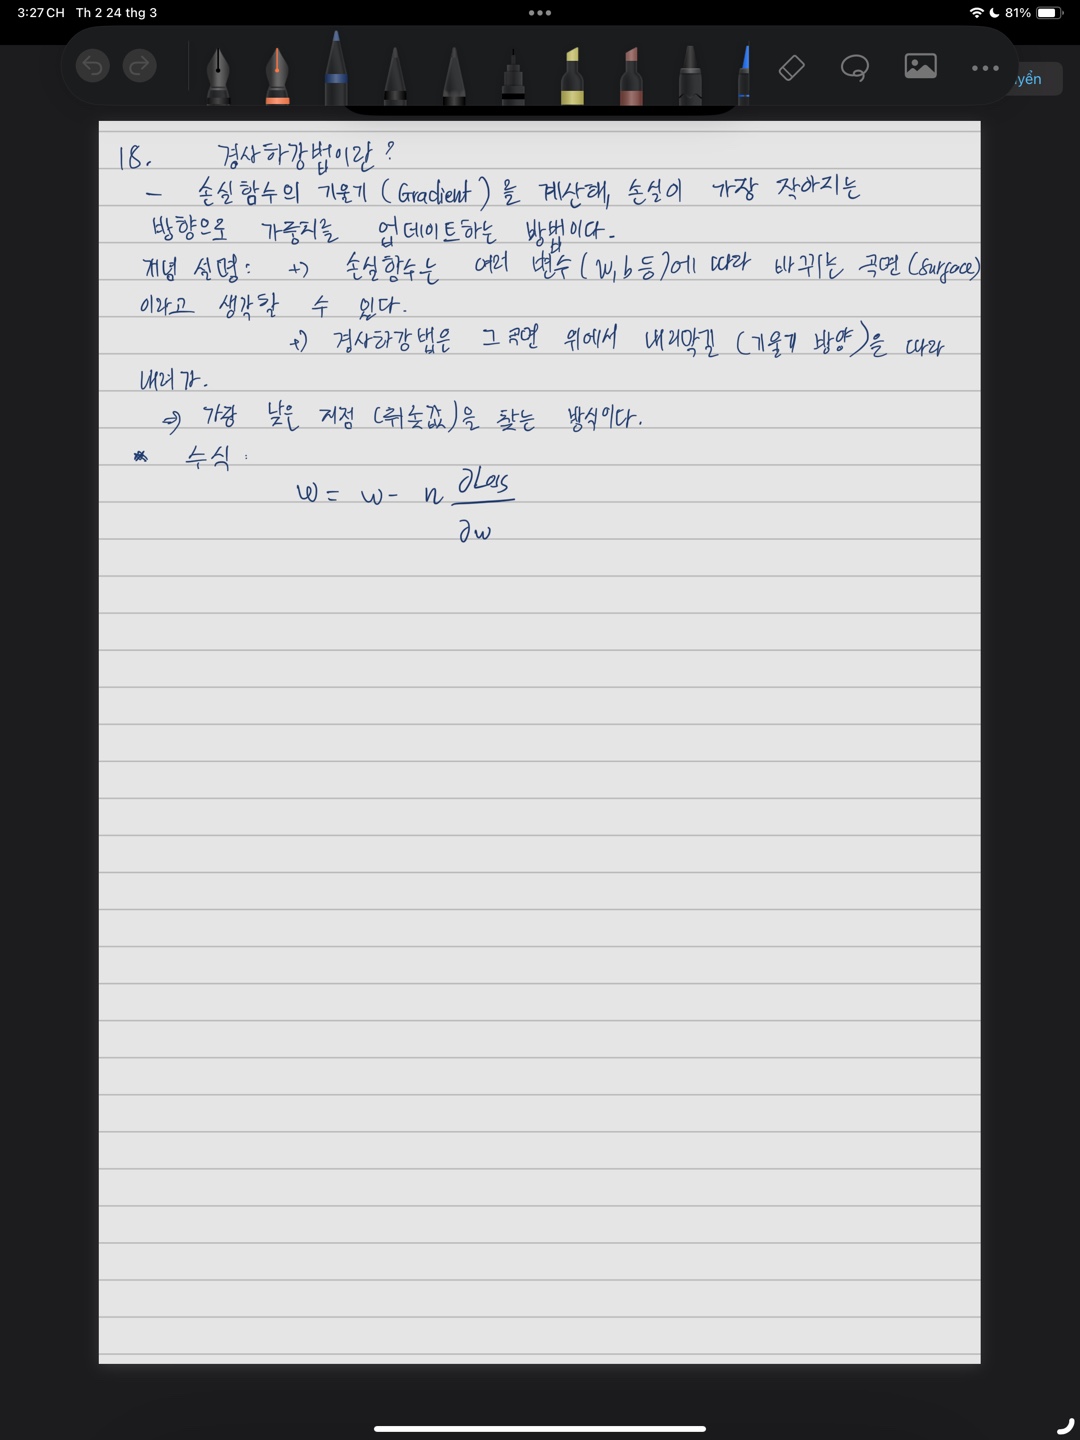 3:27 CH Th 2 24 thg 3
81%
yển
18. 경사하강법이란?
— 손실함수의 기울기 (Gradient)을 계산해, 손실이 가장 작아지는
방향으로 가중치를 업데이트하는 방법이다.
개념 설명: +) 손실함수는 여러 변수 (W, b 등)에 따라 바뀌는 곡면 (surface)
이라고 생각할 수 있다.
+) 경사하강법은 그 곡면 위에서 내리막길 (기울기 방향)을 따라
내려가.
⇒ 가장 낮은 지점 (최솟값)을 찾는 방식이다.
* 수식:
w = w - n ∂Loss
∂w